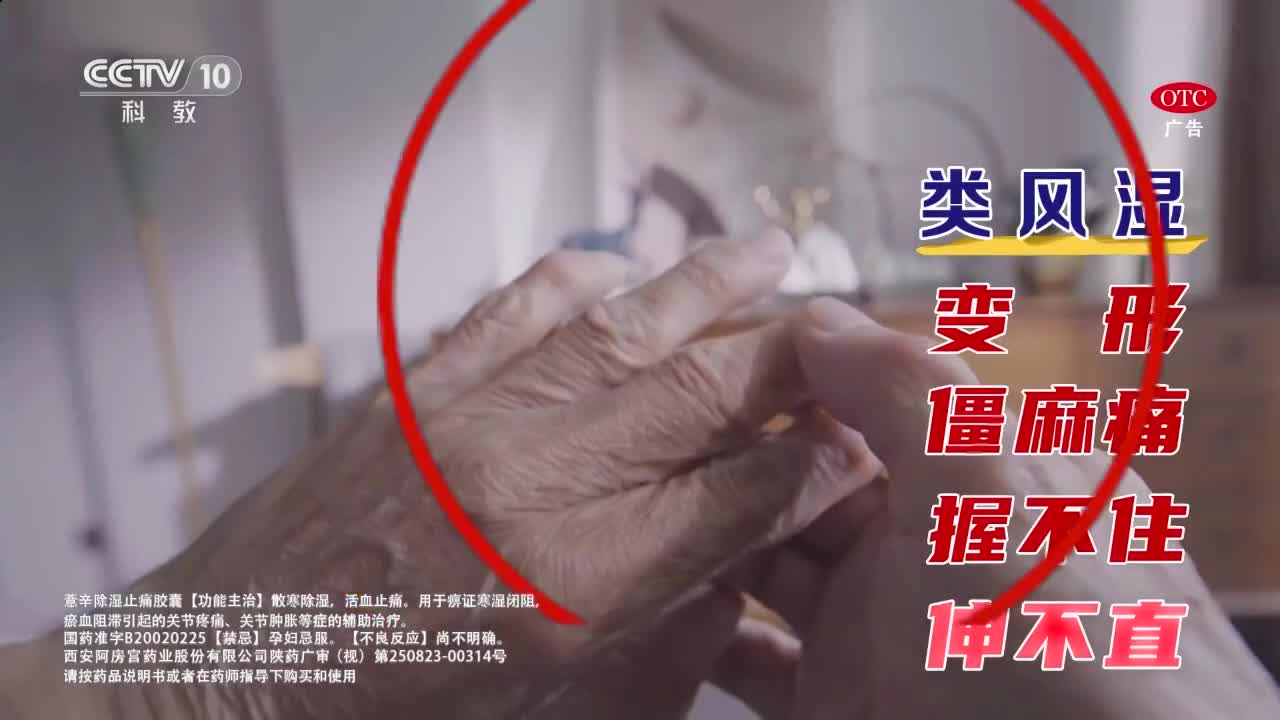 CCTV 10
科教
OTC
广告
类风湿
变形
僵麻痛
握不住
伸不直
薏辛除湿止痛胶囊【功能主治】散寒除湿，活血止痛。用于痹证寒湿闭阻，
瘀血阻滞引起的关节疼痛、关节肿胀等症的辅助治疗。
国药准字B20020225【禁忌】孕妇忌服。【不良反应】尚不明确。
西安阿房宫药业股份有限公司陕药广审（视）第250823-00314号
请按药品说明书或者在药师指导下购买和使用